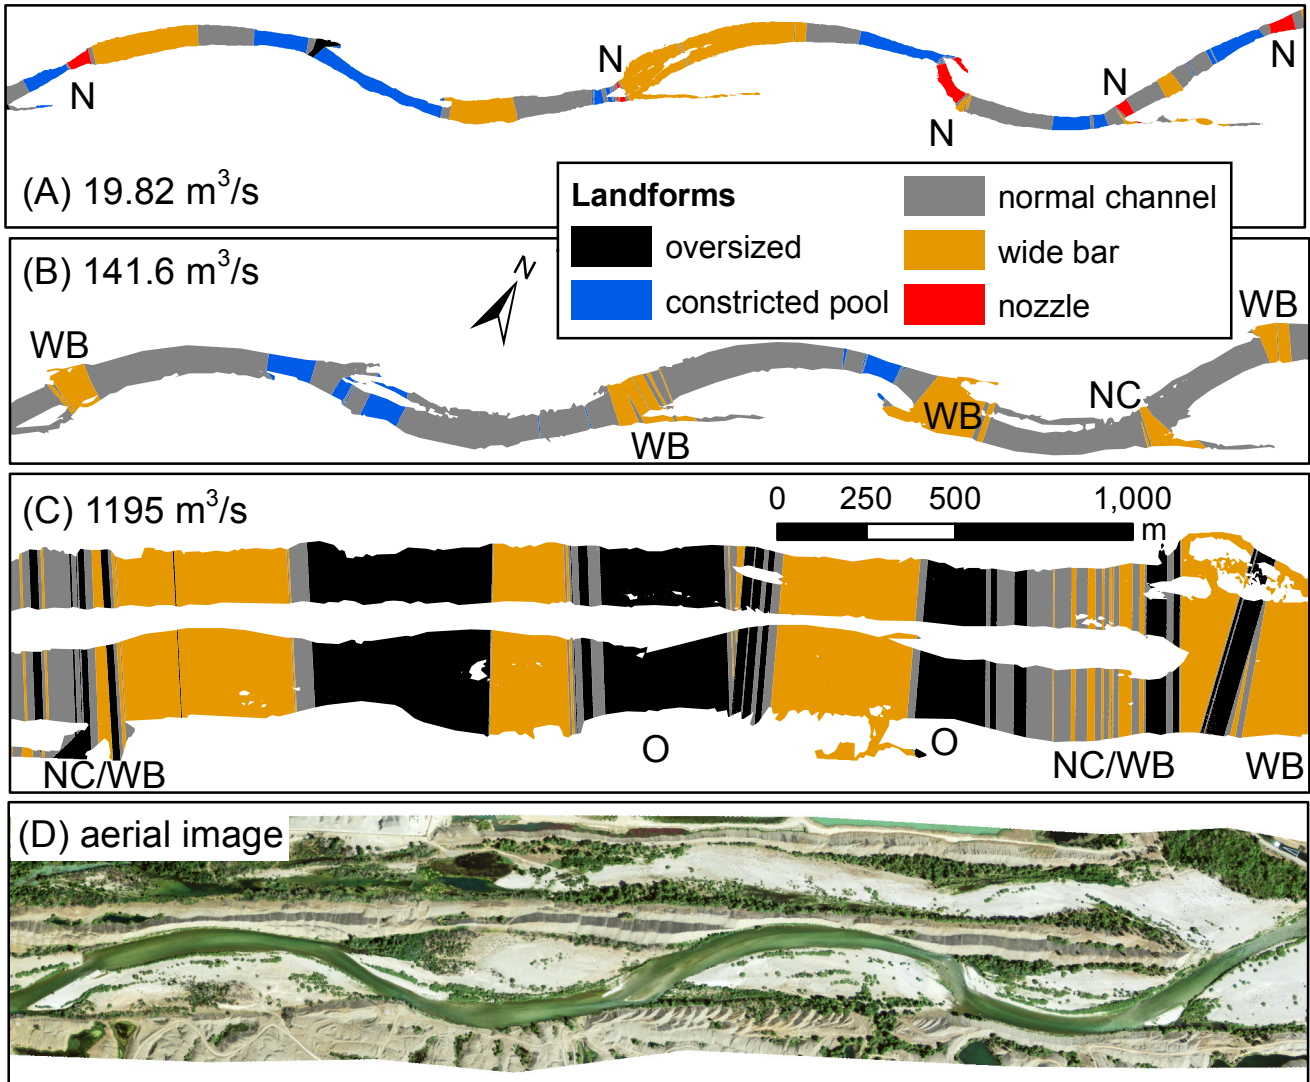 N
N
N
N
N
(A) 19.82 m³/s
Landforms
oversized
constricted pool
normal channel
wide bar
nozzle
(B) 141.6 m³/s
N
WB
WB
WB
NC
WB
(C) 1195 m³/s
0 250 500 1,000
m
NC/WB
O
O
NC/WB
WB
(D) aerial image